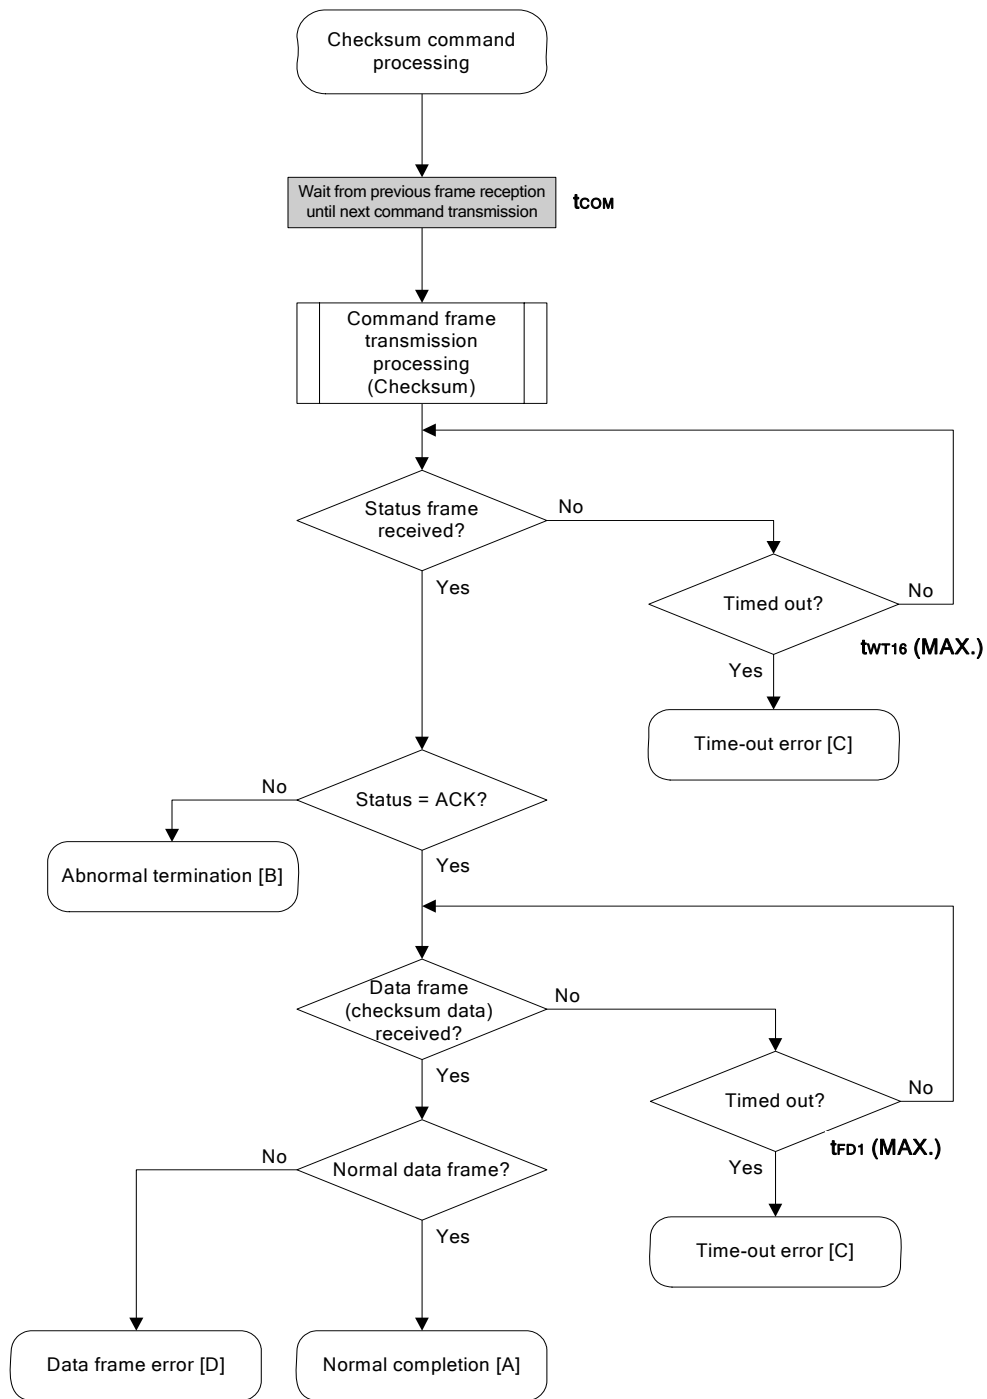 Checksum command
processing
Wait from previous frame reception
until next command transmission
tCOM
Command frame
transmission
processing
(Checksum)
Status frame
received?
No
Yes
Timed out?
No
tWT16 (MAX.)
Yes
Time-out error [C]
Status = ACK?
No
Abnormal termination [B]
Yes
Data frame
(checksum data)
received?
No
Yes
Timed out?
No
tFD1 (MAX.)
Yes
Time-out error [C]
Normal data frame?
No
Yes
Data frame error [D]
Normal completion [A]